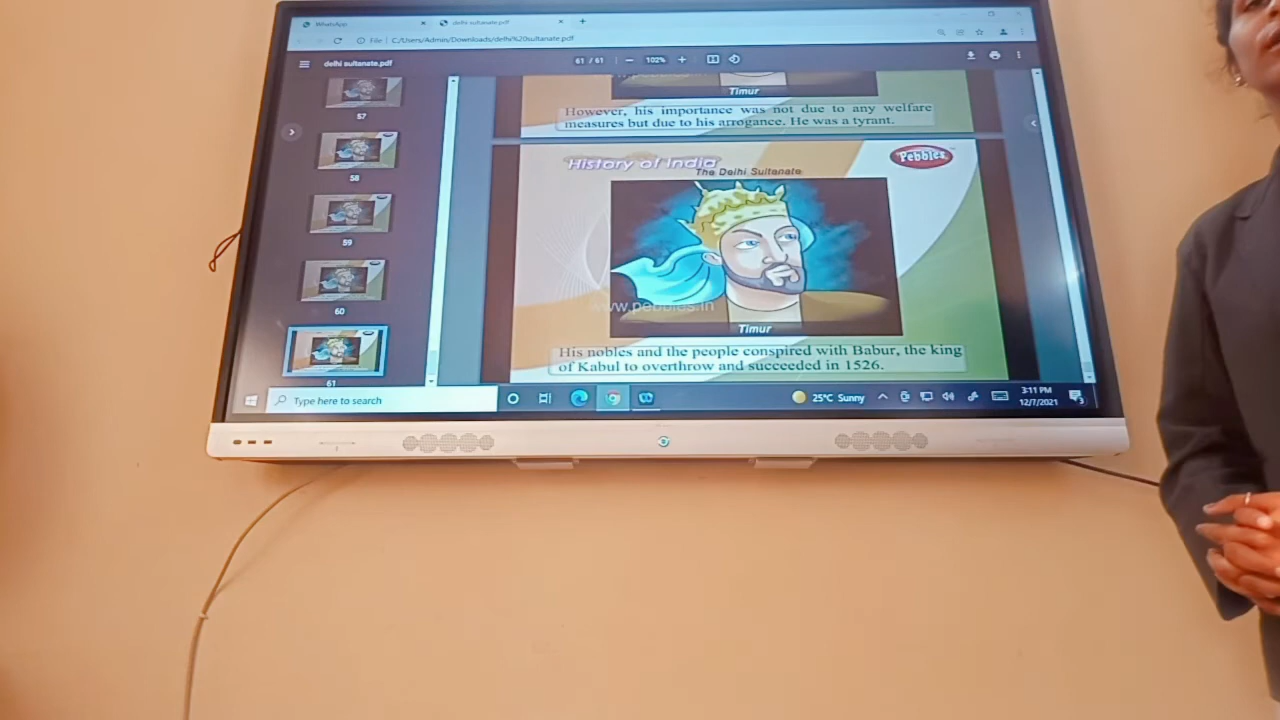 WhatsApp
delhi sultanate.pdf
File | C:/Users/Admin/Downloads/delhi%20sultanate.pdf
delhi sultanate.pdf
61 / 61
102%
57
58
59
60
61
Timur
However, his importance was not due to any welfare
measures but due to his arrogance. He was a tyrant.
History of India
The Delhi Sultanate
Pebbles
www.pebbles.in
Timur
His nobles and the people conspired with Babur, the king
of Kabul to overthrow and succeeded in 1526.
Type here to search
25°C Sunny
3:11 PM
12/7/2021